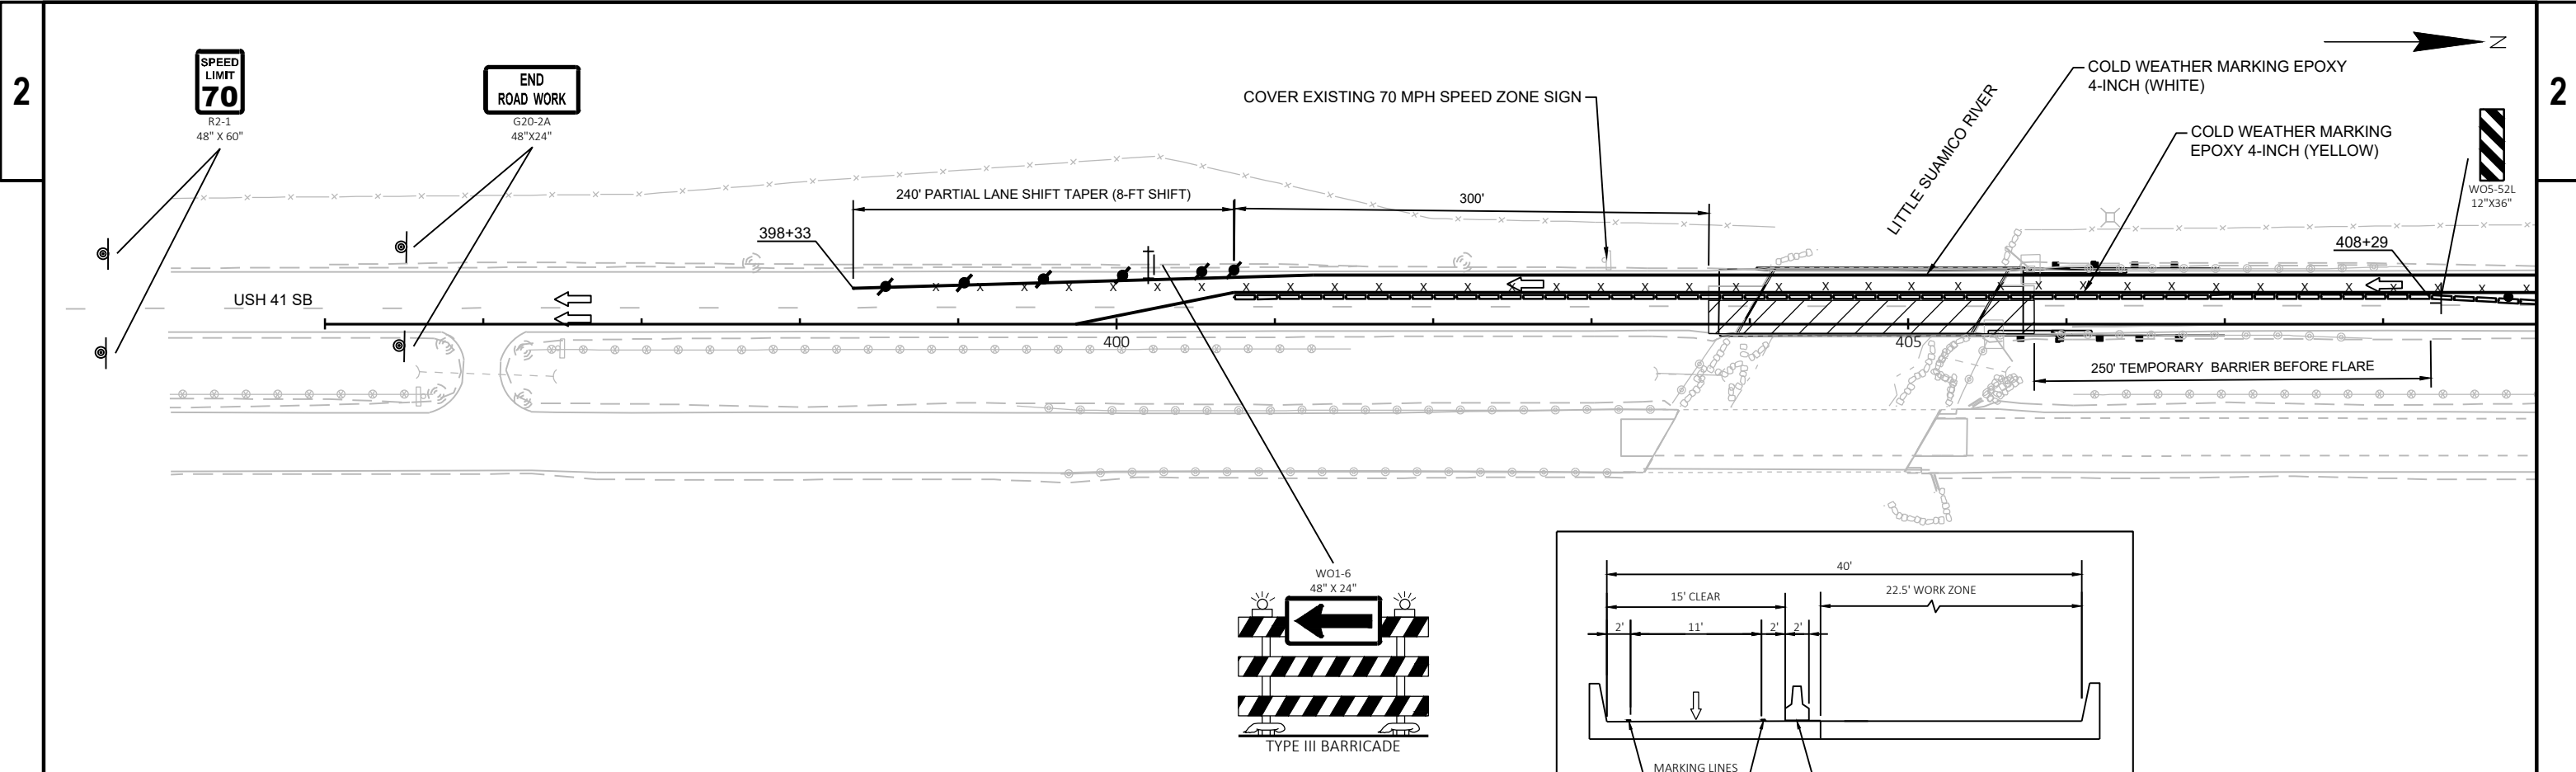 2
2
SPEED
LIMIT
70
R2-1
48" X 60"
END
ROAD WORK
G20-2A
48"X24"
COVER EXISTING 70 MPH SPEED ZONE SIGN
COLD WEATHER MARKING EPOXY
4-INCH (WHITE)
COLD WEATHER MARKING
EPOXY 4-INCH (YELLOW)
N
WO5-52L
12"X36"
LITTLE SUAMICO RIVER
240' PARTIAL LANE SHIFT TAPER (8-FT SHIFT)
300'
398+33
408+29
USH 41 SB
400
405
250' TEMPORARY BARRIER BEFORE FLARE
WO1-6
48" X 24"
TYPE III BARRICADE
40'
15' CLEAR
22.5' WORK ZONE
2'
11'
2'
2'
MARKING LINES